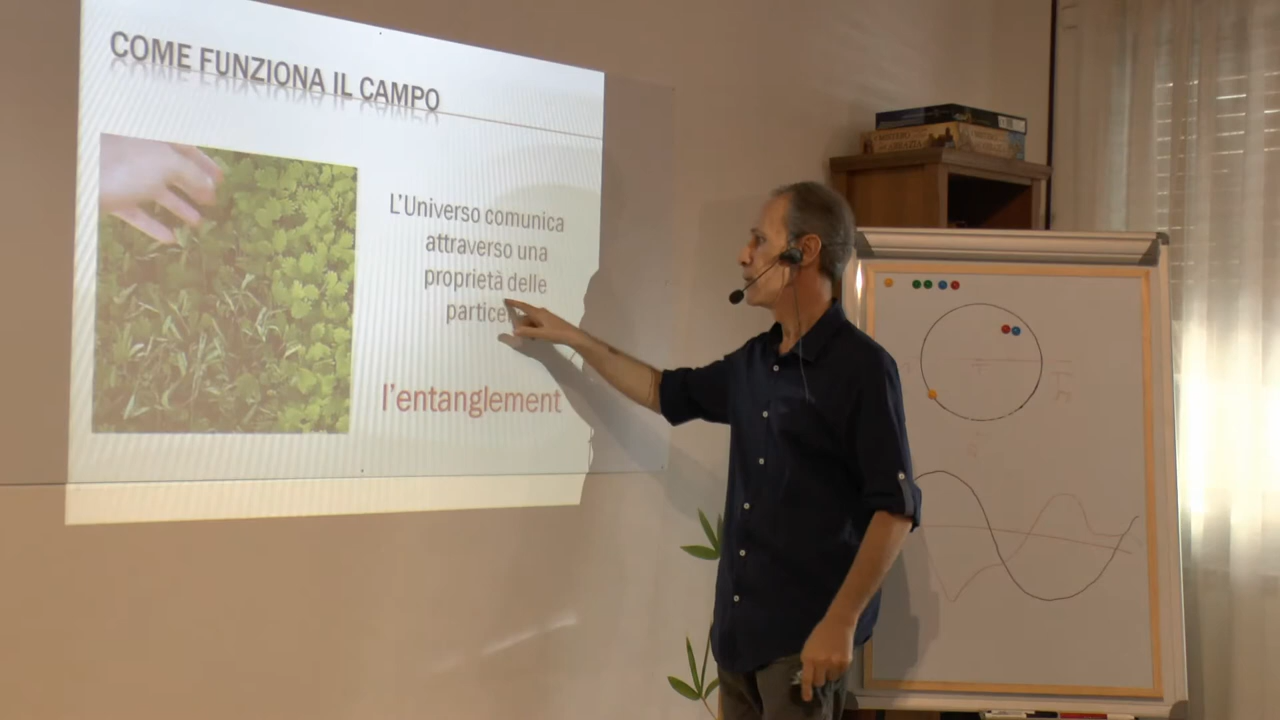 COME FUNZIONA IL CAMPO
L'Universo comunica
attraverso una
proprietà delle
l'entanglement